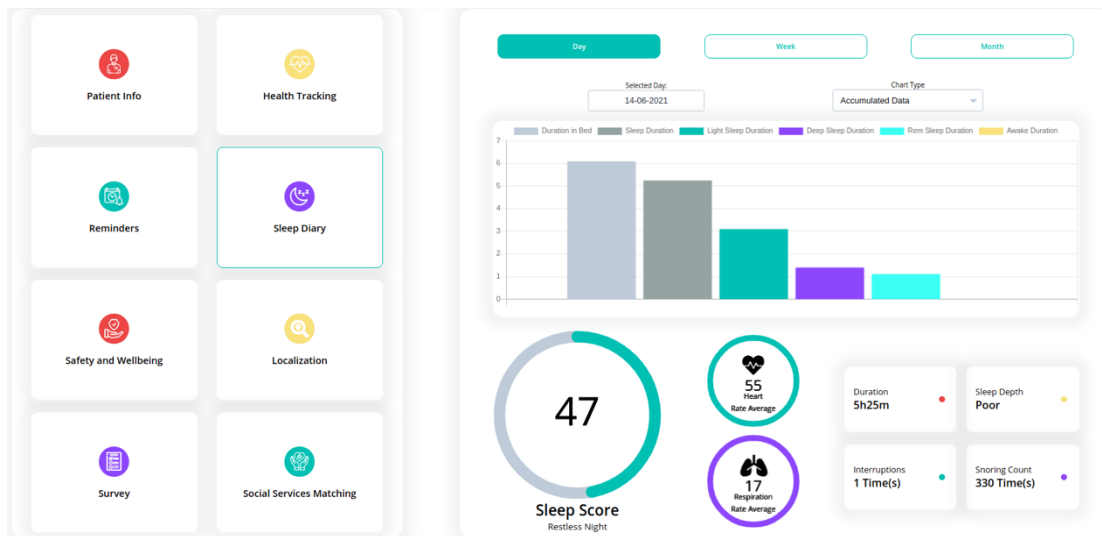 Patient Info
Health Tracking
Reminders
Sleep Diary
Safety and Wellbeing
Localization
Survey
Social Services Matching
Day
Week
Month
Selected Day:
14-06-2021
Chart Type
Accumulated Data
Duration in Bed
Sleep Duration
Light Sleep Duration
Deep Sleep Duration
Rem Sleep Duration
Awake Duration
7
6
5
4
3
2
1
0
47
Sleep Score
Restless Night
55
Heart
Rate Average
17
Respiration
Rate Average
Duration
5h25m
Sleep Depth
Poor
Interruptions
1 Time(s)
Snoring Count
330 Time(s)